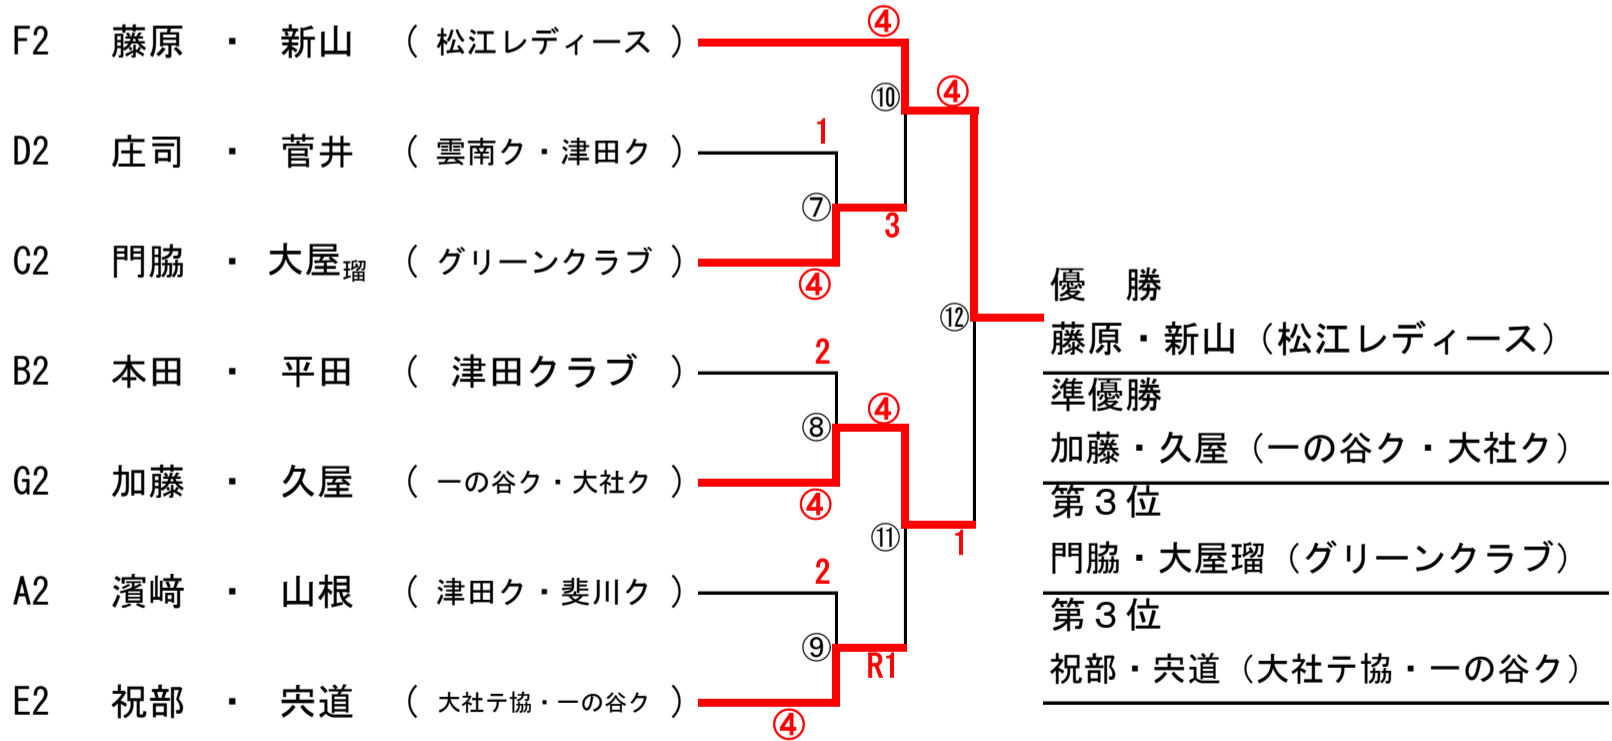 F2 藤原 ・ 新山 ( 松江レディース ) ④
⑩ ④
D2 庄司 ・ 菅井 ( 雲南ク・津田ク ) 1
⑦ 3
C2 門脇 ・ 大屋瑠 ( グリーンクラブ ) ④
⑫
優 勝
藤原・新山（松江レディース）
B2 本田 ・ 平田 ( 津田クラブ ) 2
準優勝
⑧ ④
加藤・久屋（一の谷ク・大社ク）
G2 加藤 ・ 久屋 ( 一の谷ク・大社ク ) ④
第３位
⑪ 1
門脇・大屋瑠（グリーンクラブ）
A2 濱﨑 ・ 山根 ( 津田ク・斐川ク ) 2
第３位
⑨ R1
祝部・宍道（大社テ協・一の谷ク）
E2 祝部 ・ 宍道 ( 大社テ協・一の谷ク ) ④